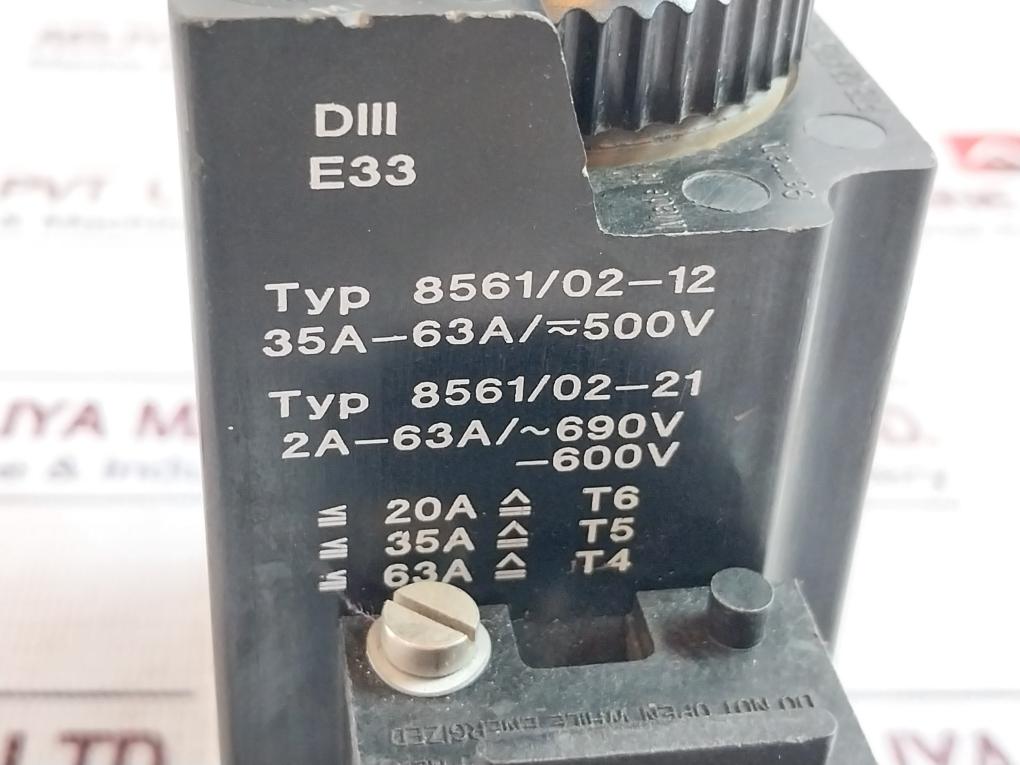 DIII
E33
Typ 8561/02-12
35A-63A/≂500V
Typ 8561/02-21
2A-63A/~690V
-600V
≤ 20A ≙ T6
≤ 35A ≙ T5
≤ 63A ≙ T4
DO NOT OPEN WHILE ENERGIZED